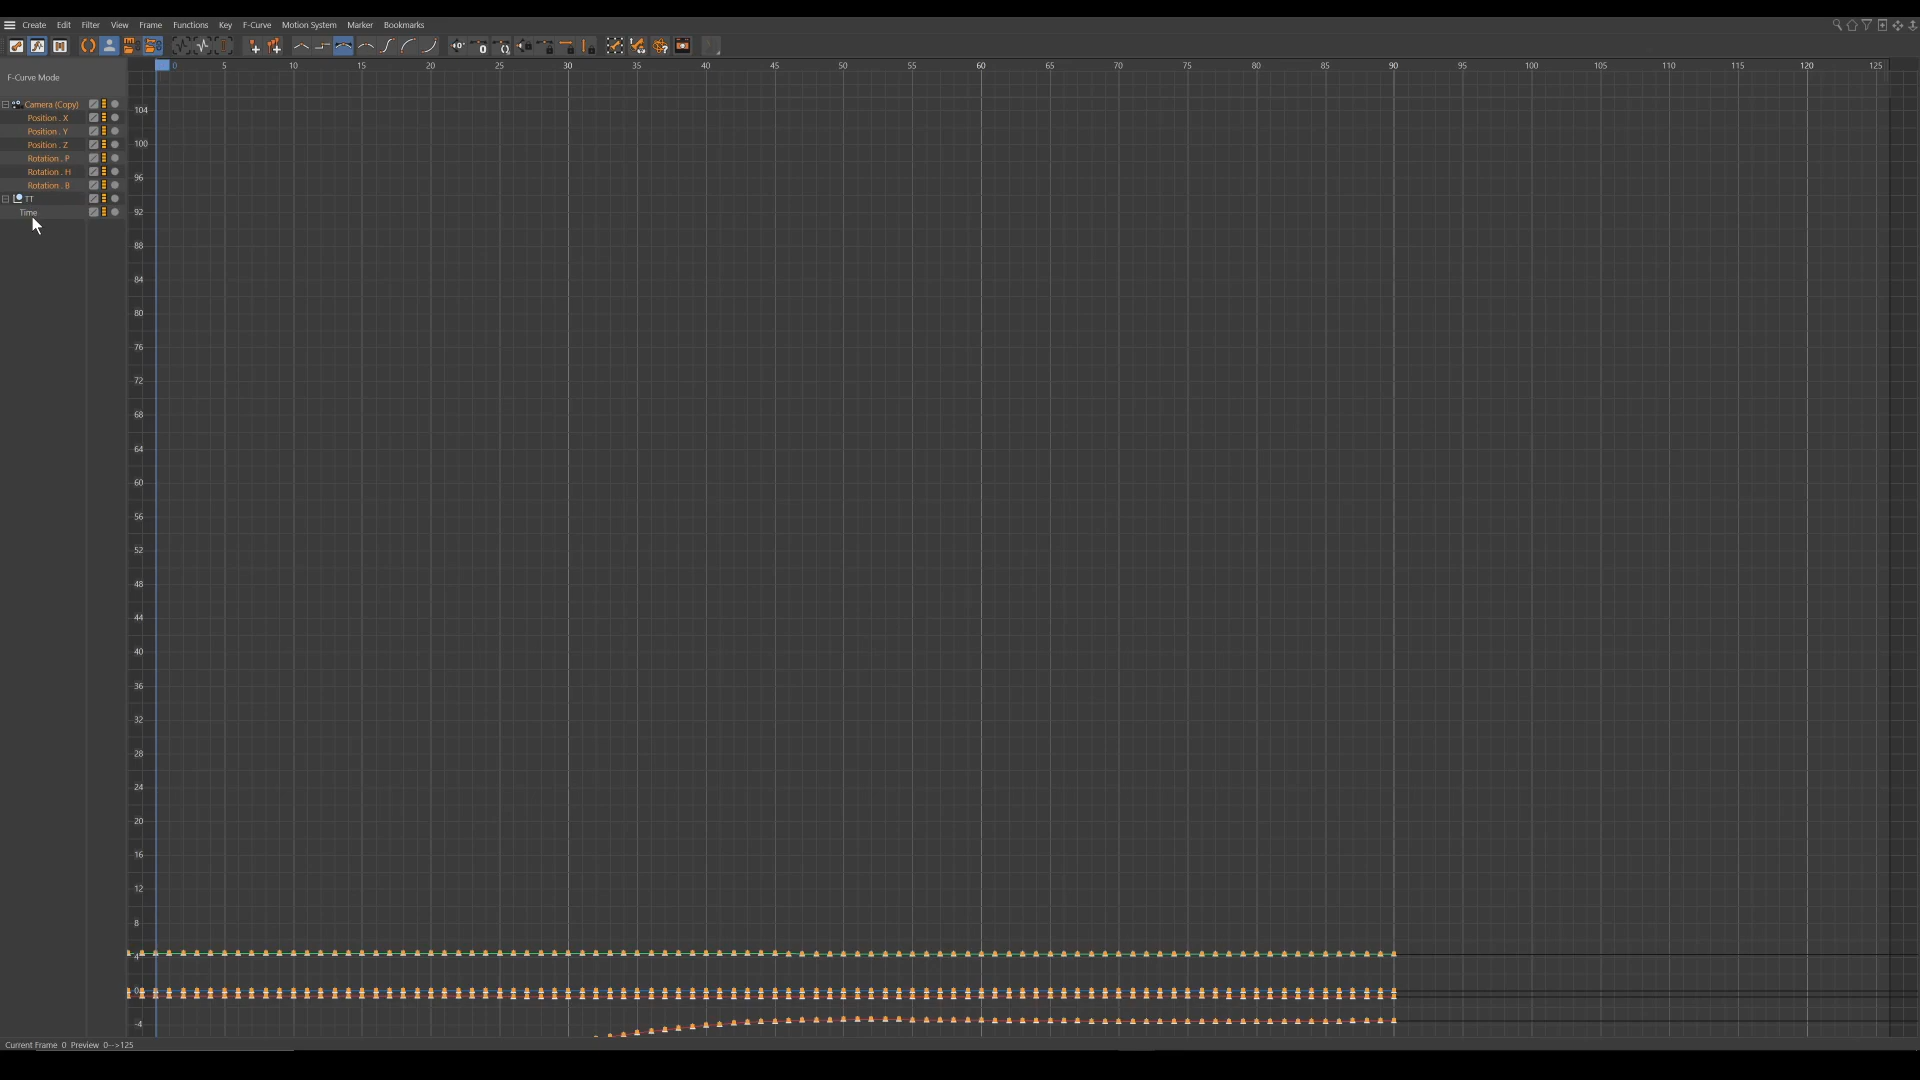 Create Edit Filter View Frame Functions Key F-Curve Motion System Marker Bookmarks
0 5 10 15 20 25 30 35 40 45 50 55 60 65 70 75 80 85 90 95 100 105 110 115 120 125
F-Curve Mode
Camera (Copy)
Position . X
Position . Y
Position . Z
Rotation . P
Rotation . H
Rotation . B
TT
Time
104
100
96
92
88
84
80
76
72
68
64
60
56
52
48
44
40
36
32
28
24
20
16
12
8
4
0
-4
Current Frame 0 Preview 0-->125